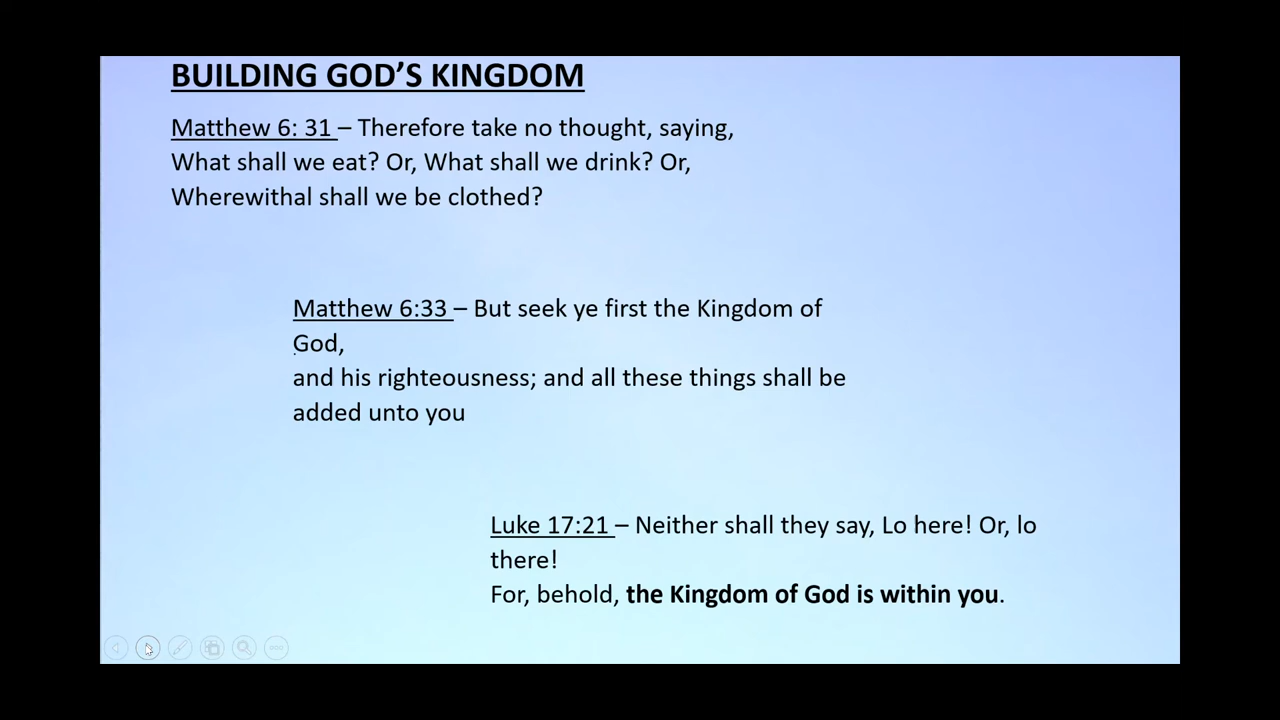 BUILDING GOD’S KINGDOM
Matthew 6: 31 – Therefore take no thought, saying,
What shall we eat? Or, What shall we drink? Or,
Wherewithal shall we be clothed?
Matthew 6:33 – But seek ye first the Kingdom of
God,
and his righteousness; and all these things shall be
added unto you
Luke 17:21 – Neither shall they say, Lo here! Or, lo
there!
For, behold, the Kingdom of God is within you.